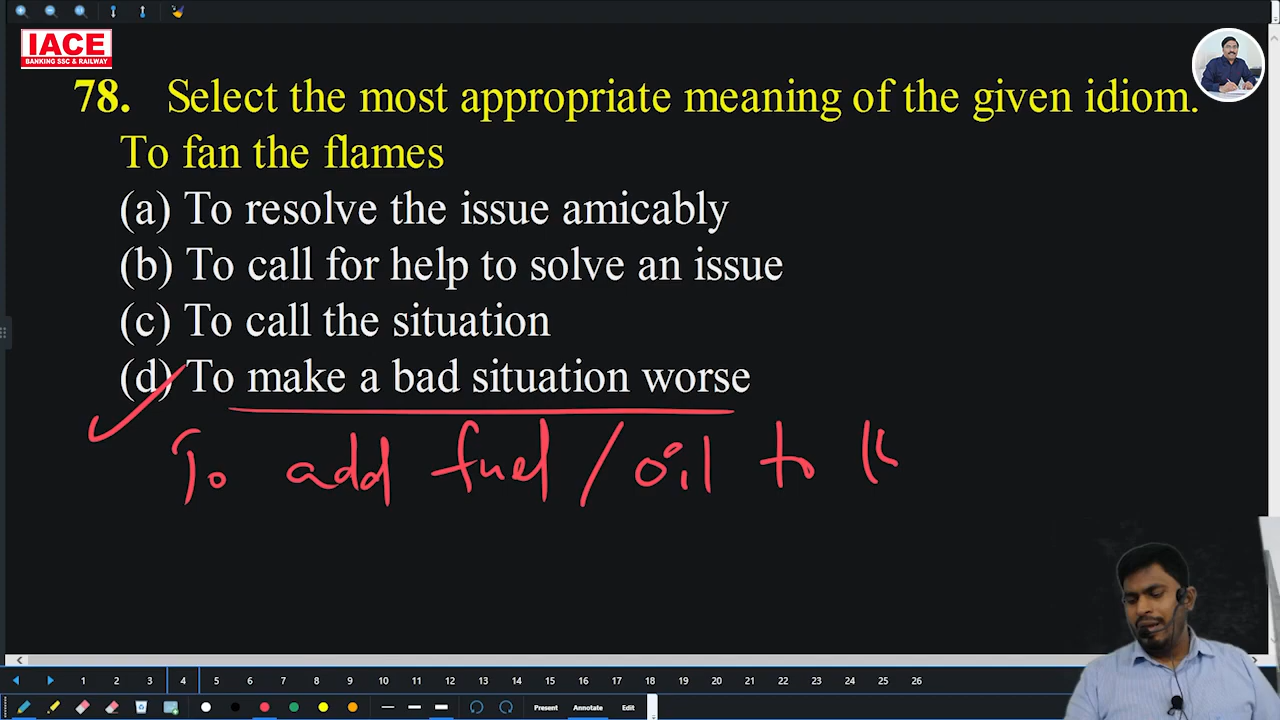 IACE
BANKING SSC & RAILWAY
78. Select the most appropriate meaning of the given idiom.
To fan the flames
(a) To resolve the issue amicably
(b) To call for help to solve an issue
(c) To call the situation
(d) To make a bad situation worse
To add fuel / oil to
1 2 3 4 5 6 7 8 9 10 11 12 13 14 15 16 17 18 19 20 21 22 23 24 25 26
Present Annotate Edit